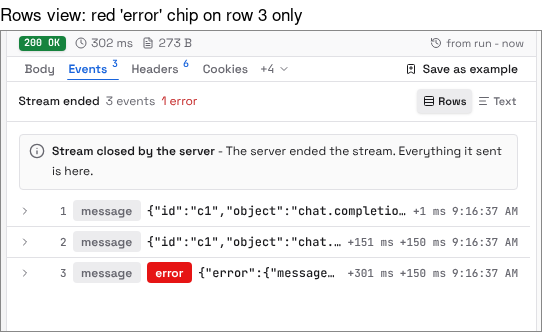 Rows view: red 'error' chip on row 3 only
200 OK 302 ms 273 B from run - now
Body Events 3 Headers 6 Cookies +4 Save as example
Stream ended 3 events 1 error Rows Text
Stream closed by the server - The server ended the stream. Everything it sent
is here.
1 message {"id":"c1","object":"chat.completio… +1 ms 9:16:37 AM
2 message {"id":"c1","object":"chat.… +151 ms +150 ms 9:16:37 AM
3 message error {"error":{"message… +301 ms +150 ms 9:16:37 AM